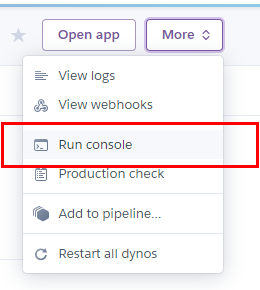 Open app
More
View logs
View webhooks
Run console
Production check
Add to pipeline...
Restart all dynos